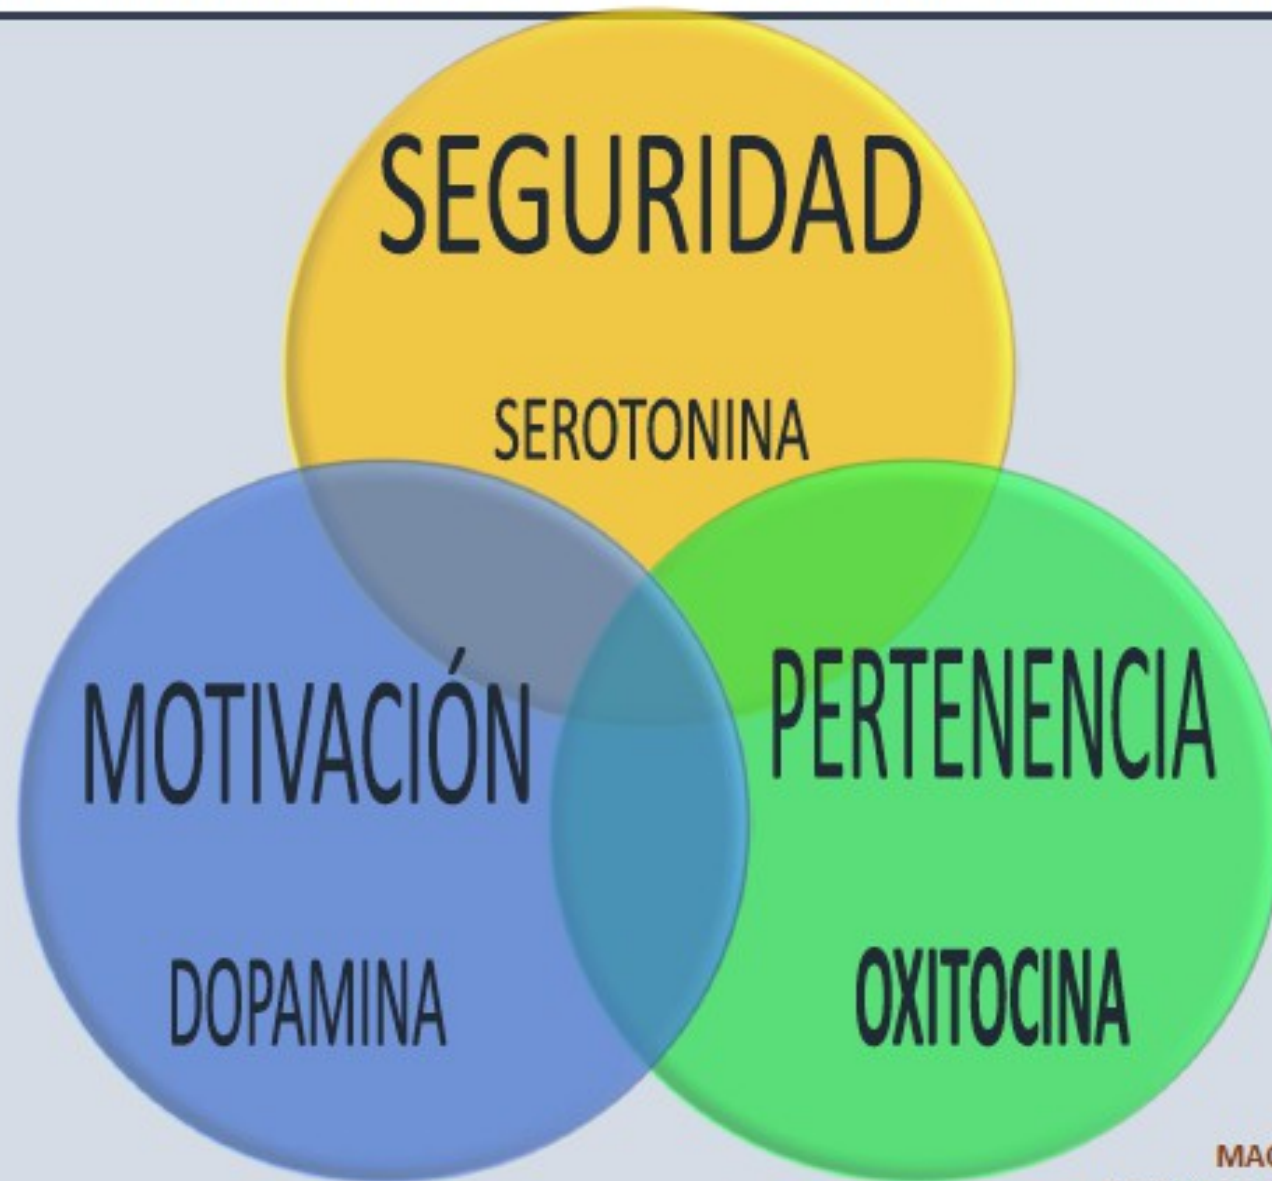 SEGURIDAD
SEROTONINA
MOTIVACIÓN
PERTENENCIA
DOPAMINA
OXITOCINA